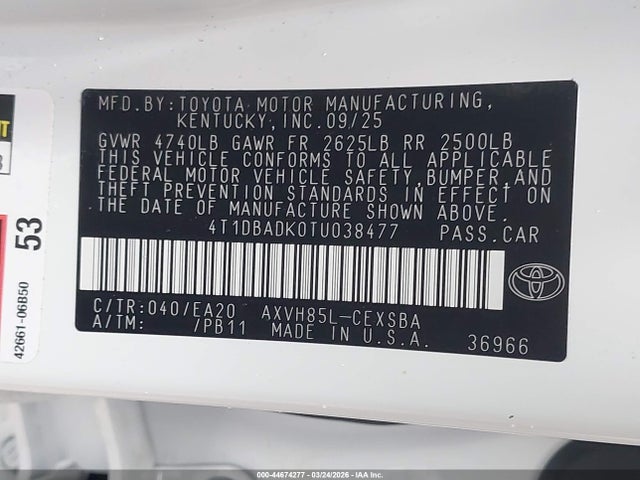 MFD.BY:TOYOTA MOTOR MANUFACTURING,
KENTUCKY,INC.09/25
GVWR 4740LB GAWR FR 2625LB RR 2500LB
THIS VEHICLE CONFORMS TO ALL APPLICABLE
FEDERAL MOTOR VEHICLE SAFETY, BUMPER, AND
THEFT PREVENTION STANDARDS IN EFFECT ON
THE DATE OF MANUFACTURE SHOWN ABOVE.
4T1DBADK0TU038477 PASS.CAR
C/TR:040/EA20 AXVH85L-CEXSBA
A/TM: /PB11 MADE IN U.S.A. 36966
53
42661-06B50
000-44674277 - 03/24/2026 - IAA Inc.